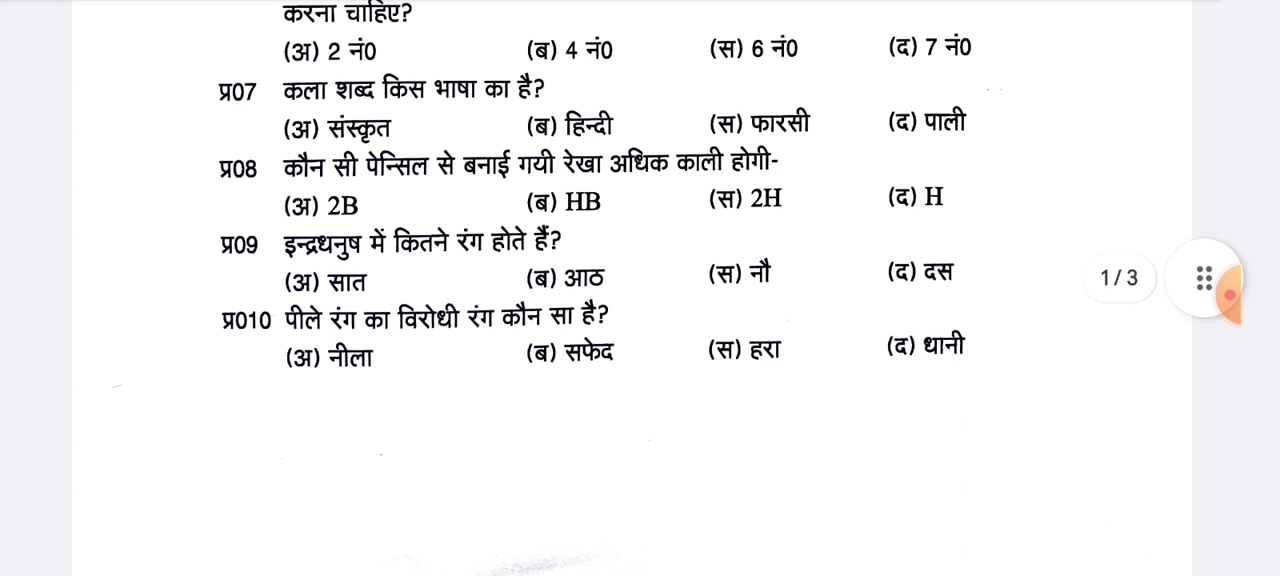 करना चाहिए?
(अ) 2 नं0 (ब) 4 नं0 (स) 6 नं0 (द) 7 नं0
प्र07 कला शब्द किस भाषा का है?
(अ) संस्कृत (ब) हिन्दी (स) फारसी (द) पाली
प्र08 कौन सी पेन्सिल से बनाई गयी रेखा अधिक काली होगी-
(अ) 2B (ब) HB (स) 2H (द) H
प्र09 इन्द्रधनुष में कितने रंग होते हैं?
(अ) सात (ब) आठ (स) नौ (द) दस
1 / 3
प्र010 पीले रंग का विरोधी रंग कौन सा है?
(अ) नीला (ब) सफेद (स) हरा (द) धानी